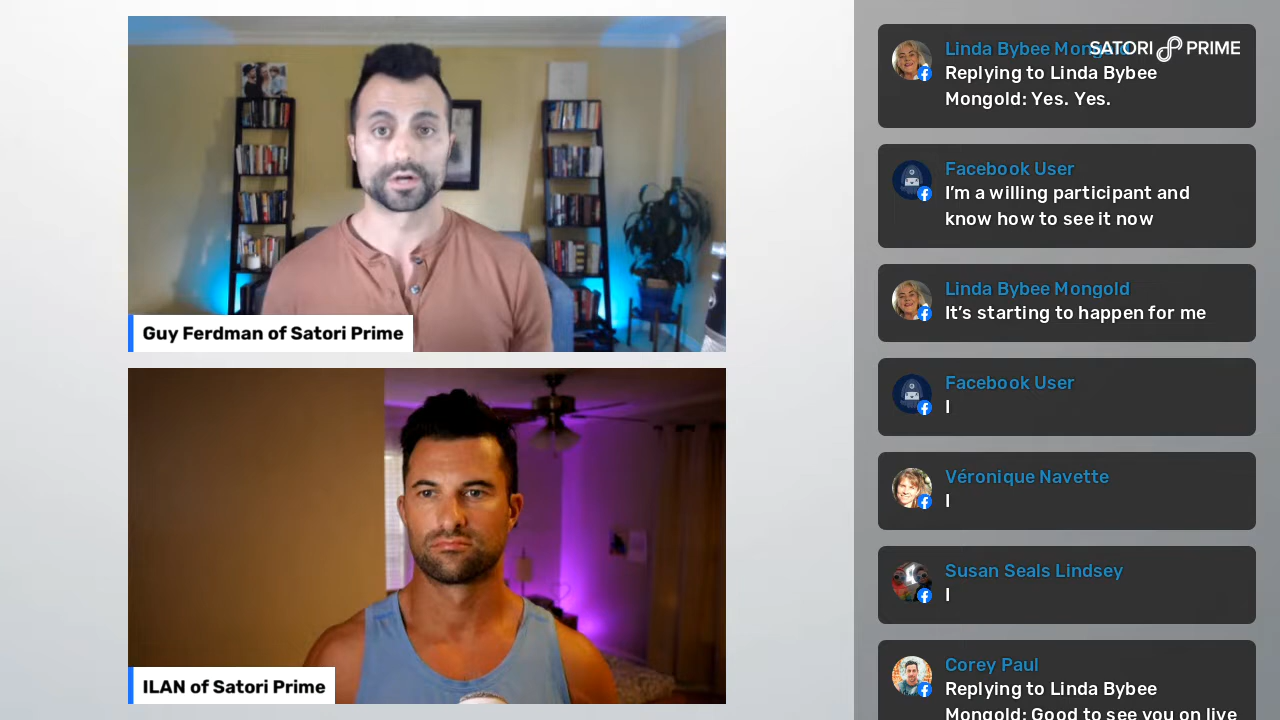 Guy Ferdman of Satori Prime
ILAN of Satori Prime
SATORI PRIME
Linda Bybee Mongold
Replying to Linda Bybee
Mongold: Yes. Yes.
Facebook User
I’m a willing participant and
know how to see it now
Linda Bybee Mongold
It’s starting to happen for me
Facebook User
I
Véronique Navette
I
Susan Seals Lindsey
I
Corey Paul
Replying to Linda Bybee
Mongold: Good to see you on live